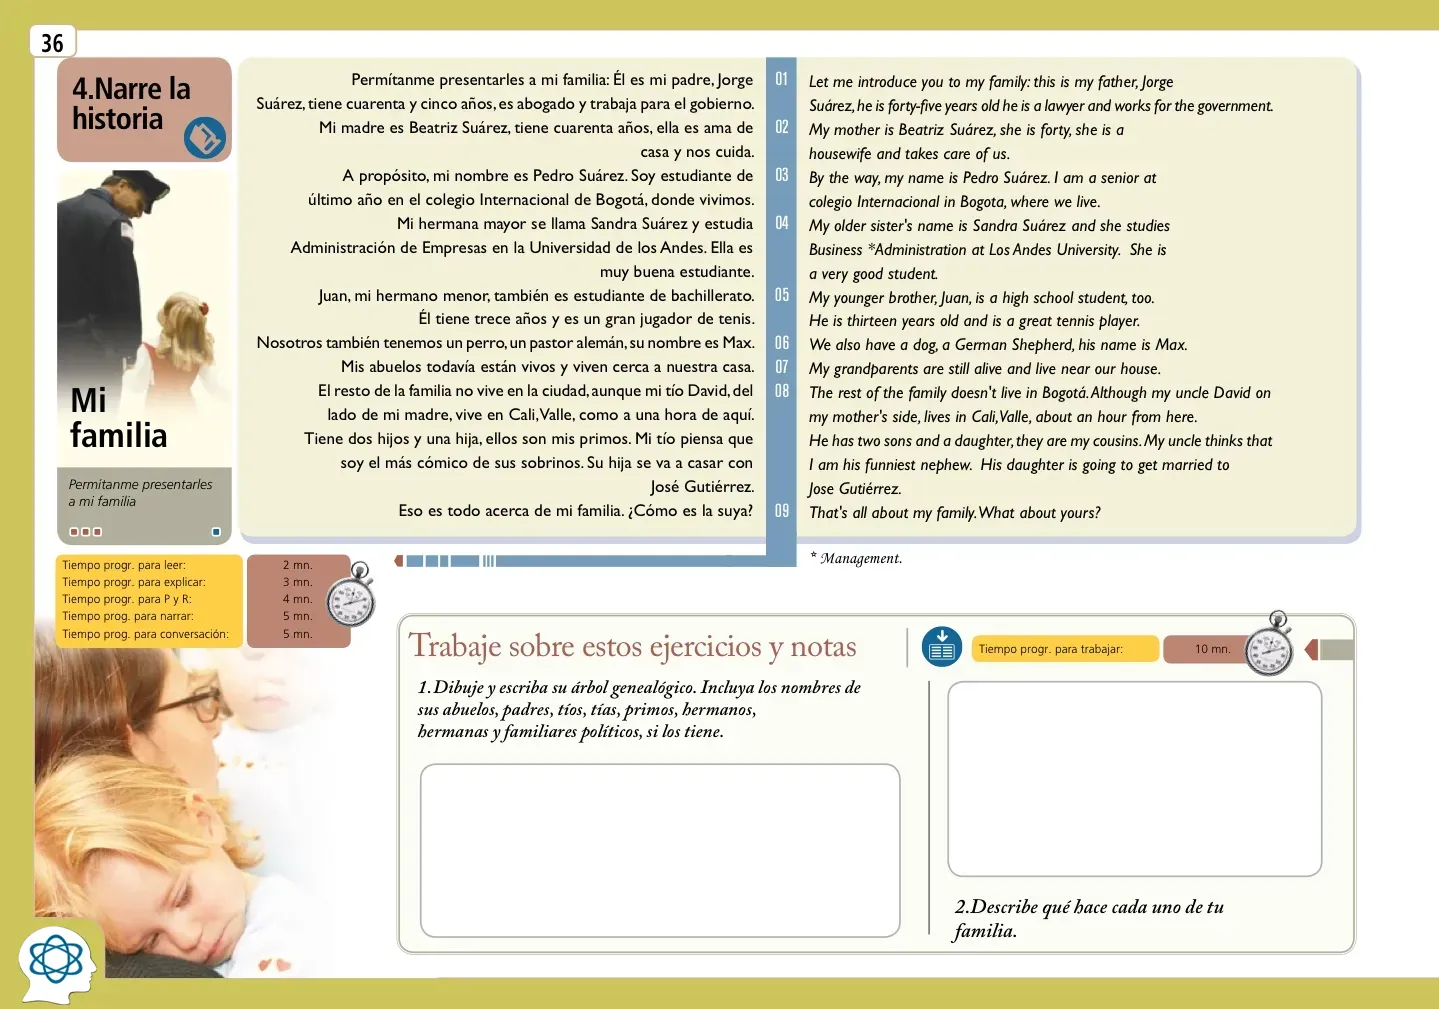 36
4.Narre la
historia
Mi
familia
Permítanme presentarles
a mi familia
Permítanme presentarles a mi familia: Él es mi padre, Jorge
Suárez, tiene cuarenta y cinco años, es abogado y trabaja para el gobierno.
Mi madre es Beatriz Suárez, tiene cuarenta años, ella es ama de
casa y nos cuida.
A propósito, mi nombre es Pedro Suárez. Soy estudiante de
último año en el colegio Internacional de Bogotá, donde vivimos.
Mi hermana mayor se llama Sandra Suárez y estudia
Administración de Empresas en la Universidad de los Andes. Ella es
muy buena estudiante.
Juan, mi hermano menor, también es estudiante de bachillerato.
Él tiene trece años y es un gran jugador de tenis.
Nosotros también tenemos un perro, un pastor alemán, su nombre es Max.
Mis abuelos todavía están vivos y viven cerca a nuestra casa.
El resto de la familia no vive en la ciudad, aunque mi tío David, del
lado de mi madre, vive en Cali, Valle, como a una hora de aquí.
Tiene dos hijos y una hija, ellos son mis primos. Mi tío piensa que
soy el más cómico de sus sobrinos. Su hija se va a casar con
José Gutiérrez.
Eso es todo acerca de mi familia. ¿Cómo es la suya?
01
02
03
04
05
06
07
08
09
Let me introduce you to my family: this is my father, Jorge
Suárez, he is forty-five years old he is a lawyer and works for the government.
My mother is Beatriz Suárez, she is forty, she is a
housewife and takes care of us.
By the way, my name is Pedro Suárez. I am a senior at
colegio Internacional in Bogota, where we live.
My older sister's name is Sandra Suárez and she studies
Business *Administration at Los Andes University. She is
a very good student.
My younger brother, Juan, is a high school student, too.
He is thirteen years old and is a great tennis player.
We also have a dog, a German Shepherd, his name is Max.
My grandparents are still alive and live near our house.
The rest of the family doesn't live in Bogotá. Although my uncle David on
my mother's side, lives in Cali, Valle, about an hour from here.
He has two sons and a daughter, they are my cousins. My uncle thinks that
I am his funniest nephew. His daughter is going to get married to
Jose Gutiérrez.
That's all about my family. What about yours?
* Management.
Tiempo progr. para leer: 2 mn.
Tiempo progr. para explicar: 3 mn.
Tiempo progr. para P y R: 4 mn.
Tiempo prog. para narrar: 5 mn.
Tiempo prog. para conversación: 5 mn.
Trabaje sobre estos ejercicios y notas
Tiempo progr. para trabajar: 10 mn.
1.Dibuje y escriba su árbol genealógico. Incluya los nombres de
sus abuelos, padres, tíos, tías, primos, hermanos,
hermanas y familiares políticos, si los tiene.
2.Describe qué hace cada uno de tu
familia.